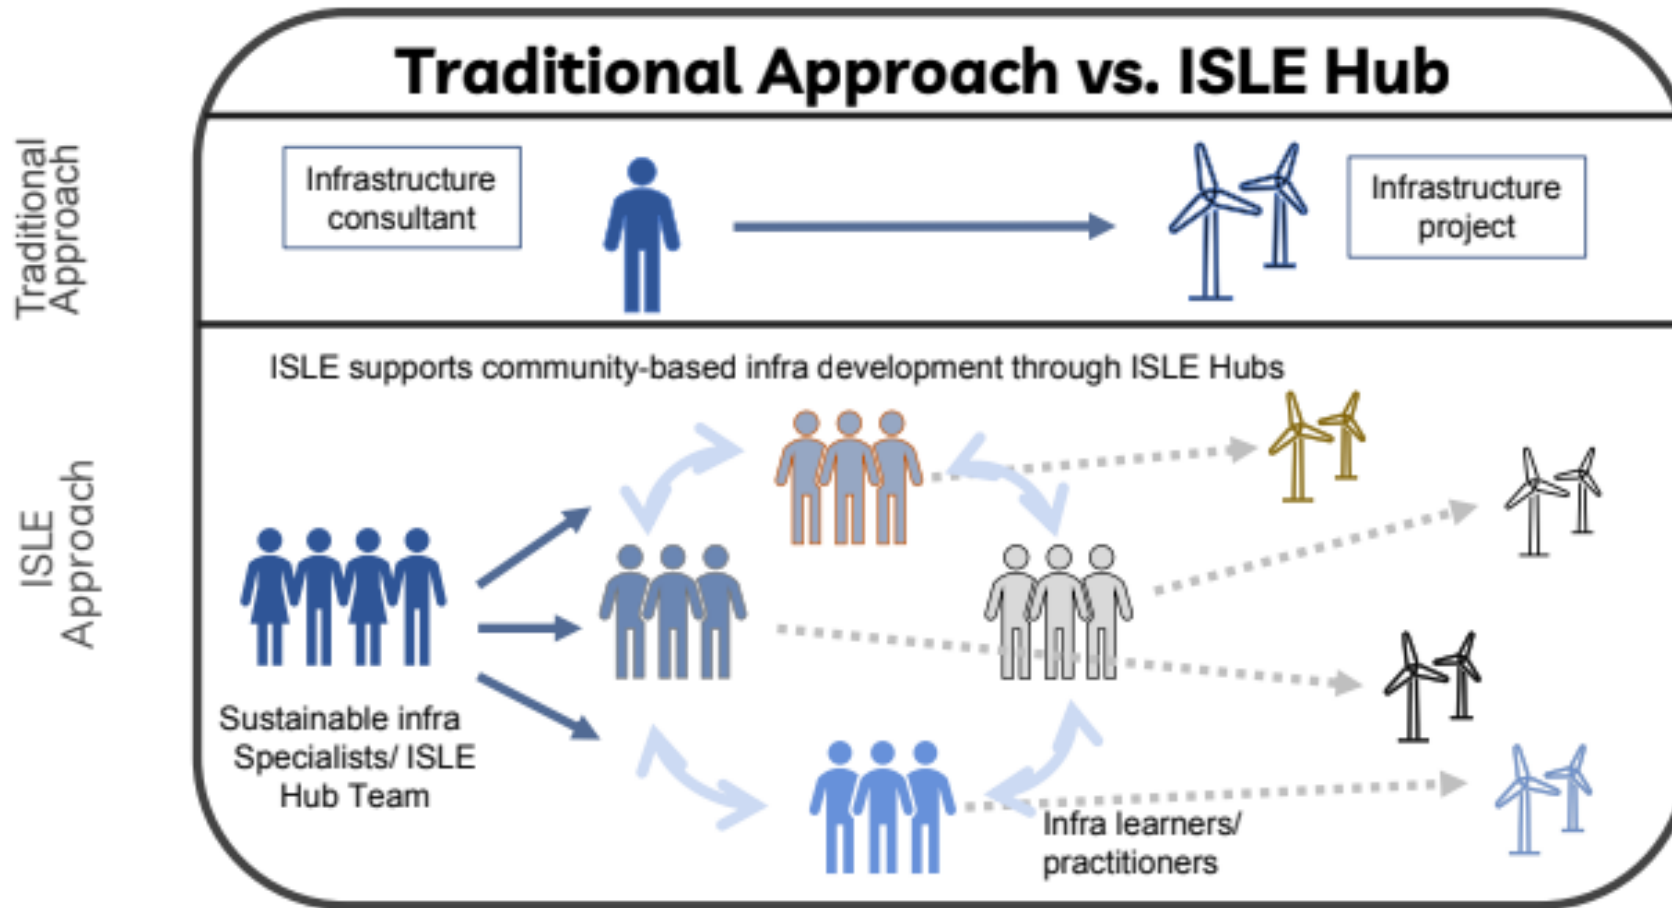 Traditional Approach vs. ISLE Hub
Traditional
Approach
Infrastructure
consultant
Infrastructure
project
ISLE
Approach
ISLE supports community-based infra development through ISLE Hubs
Sustainable infra
Specialists/ ISLE
Hub Team
Infra learners/
practitioners